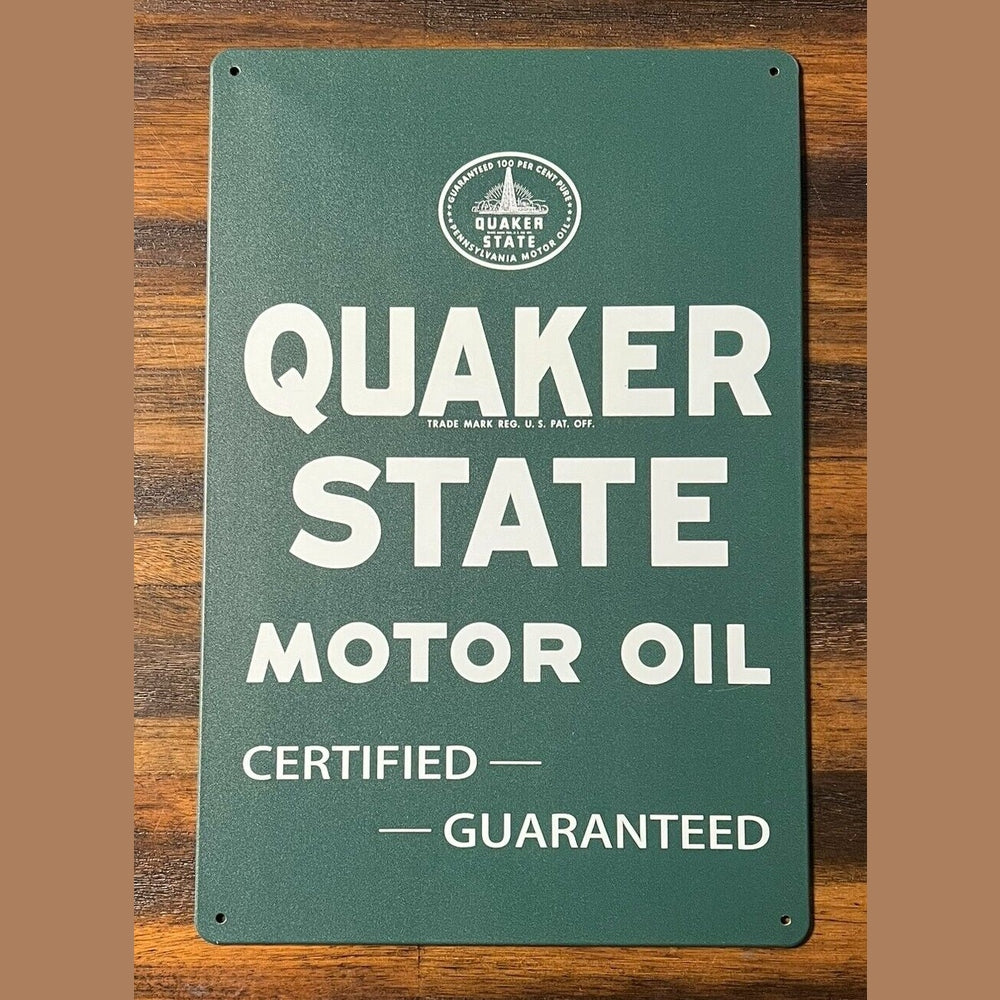 GUARANTEED 100 PER CENT PURE
QUAKER
STATE
PENNSYLVANIA MOTOR OIL
QUAKER
TRADE MARK REG. U. S. PAT. OFF.
STATE
MOTOR OIL
CERTIFIED —
— GUARANTEED